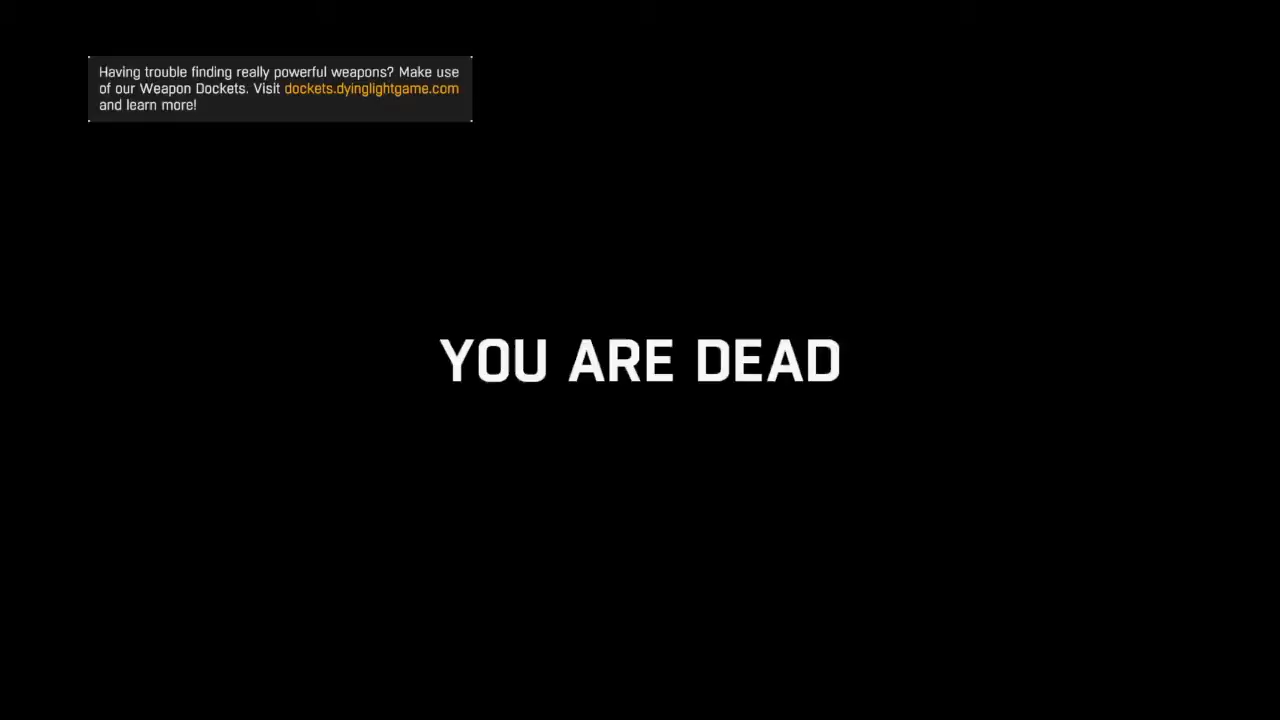 Having trouble finding really powerful weapons? Make use
of our Weapon Dockets. Visit dockets.dyinglightgame.com
and learn more!
YOU ARE DEAD